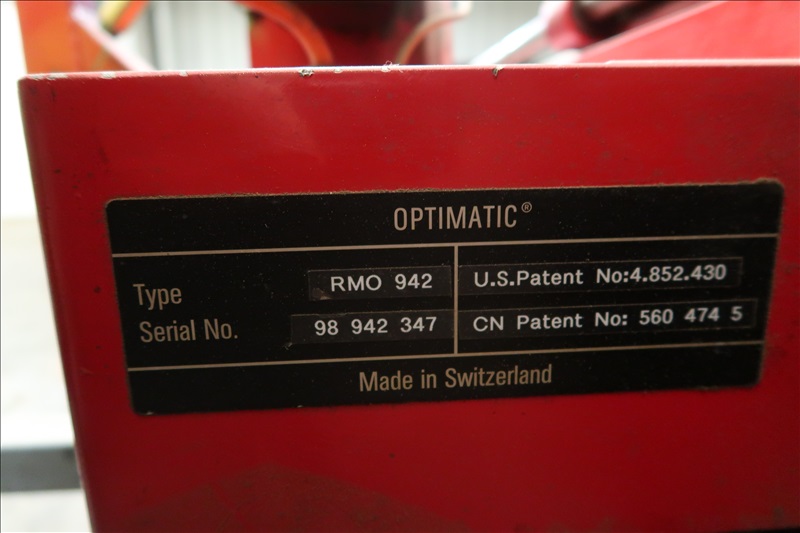 OPTIMATIC®
Type RMO 942
U.S.Patent No:4.852.430
Serial No. 98 942 347
CN Patent No: 560 474 5
Made in Switzerland